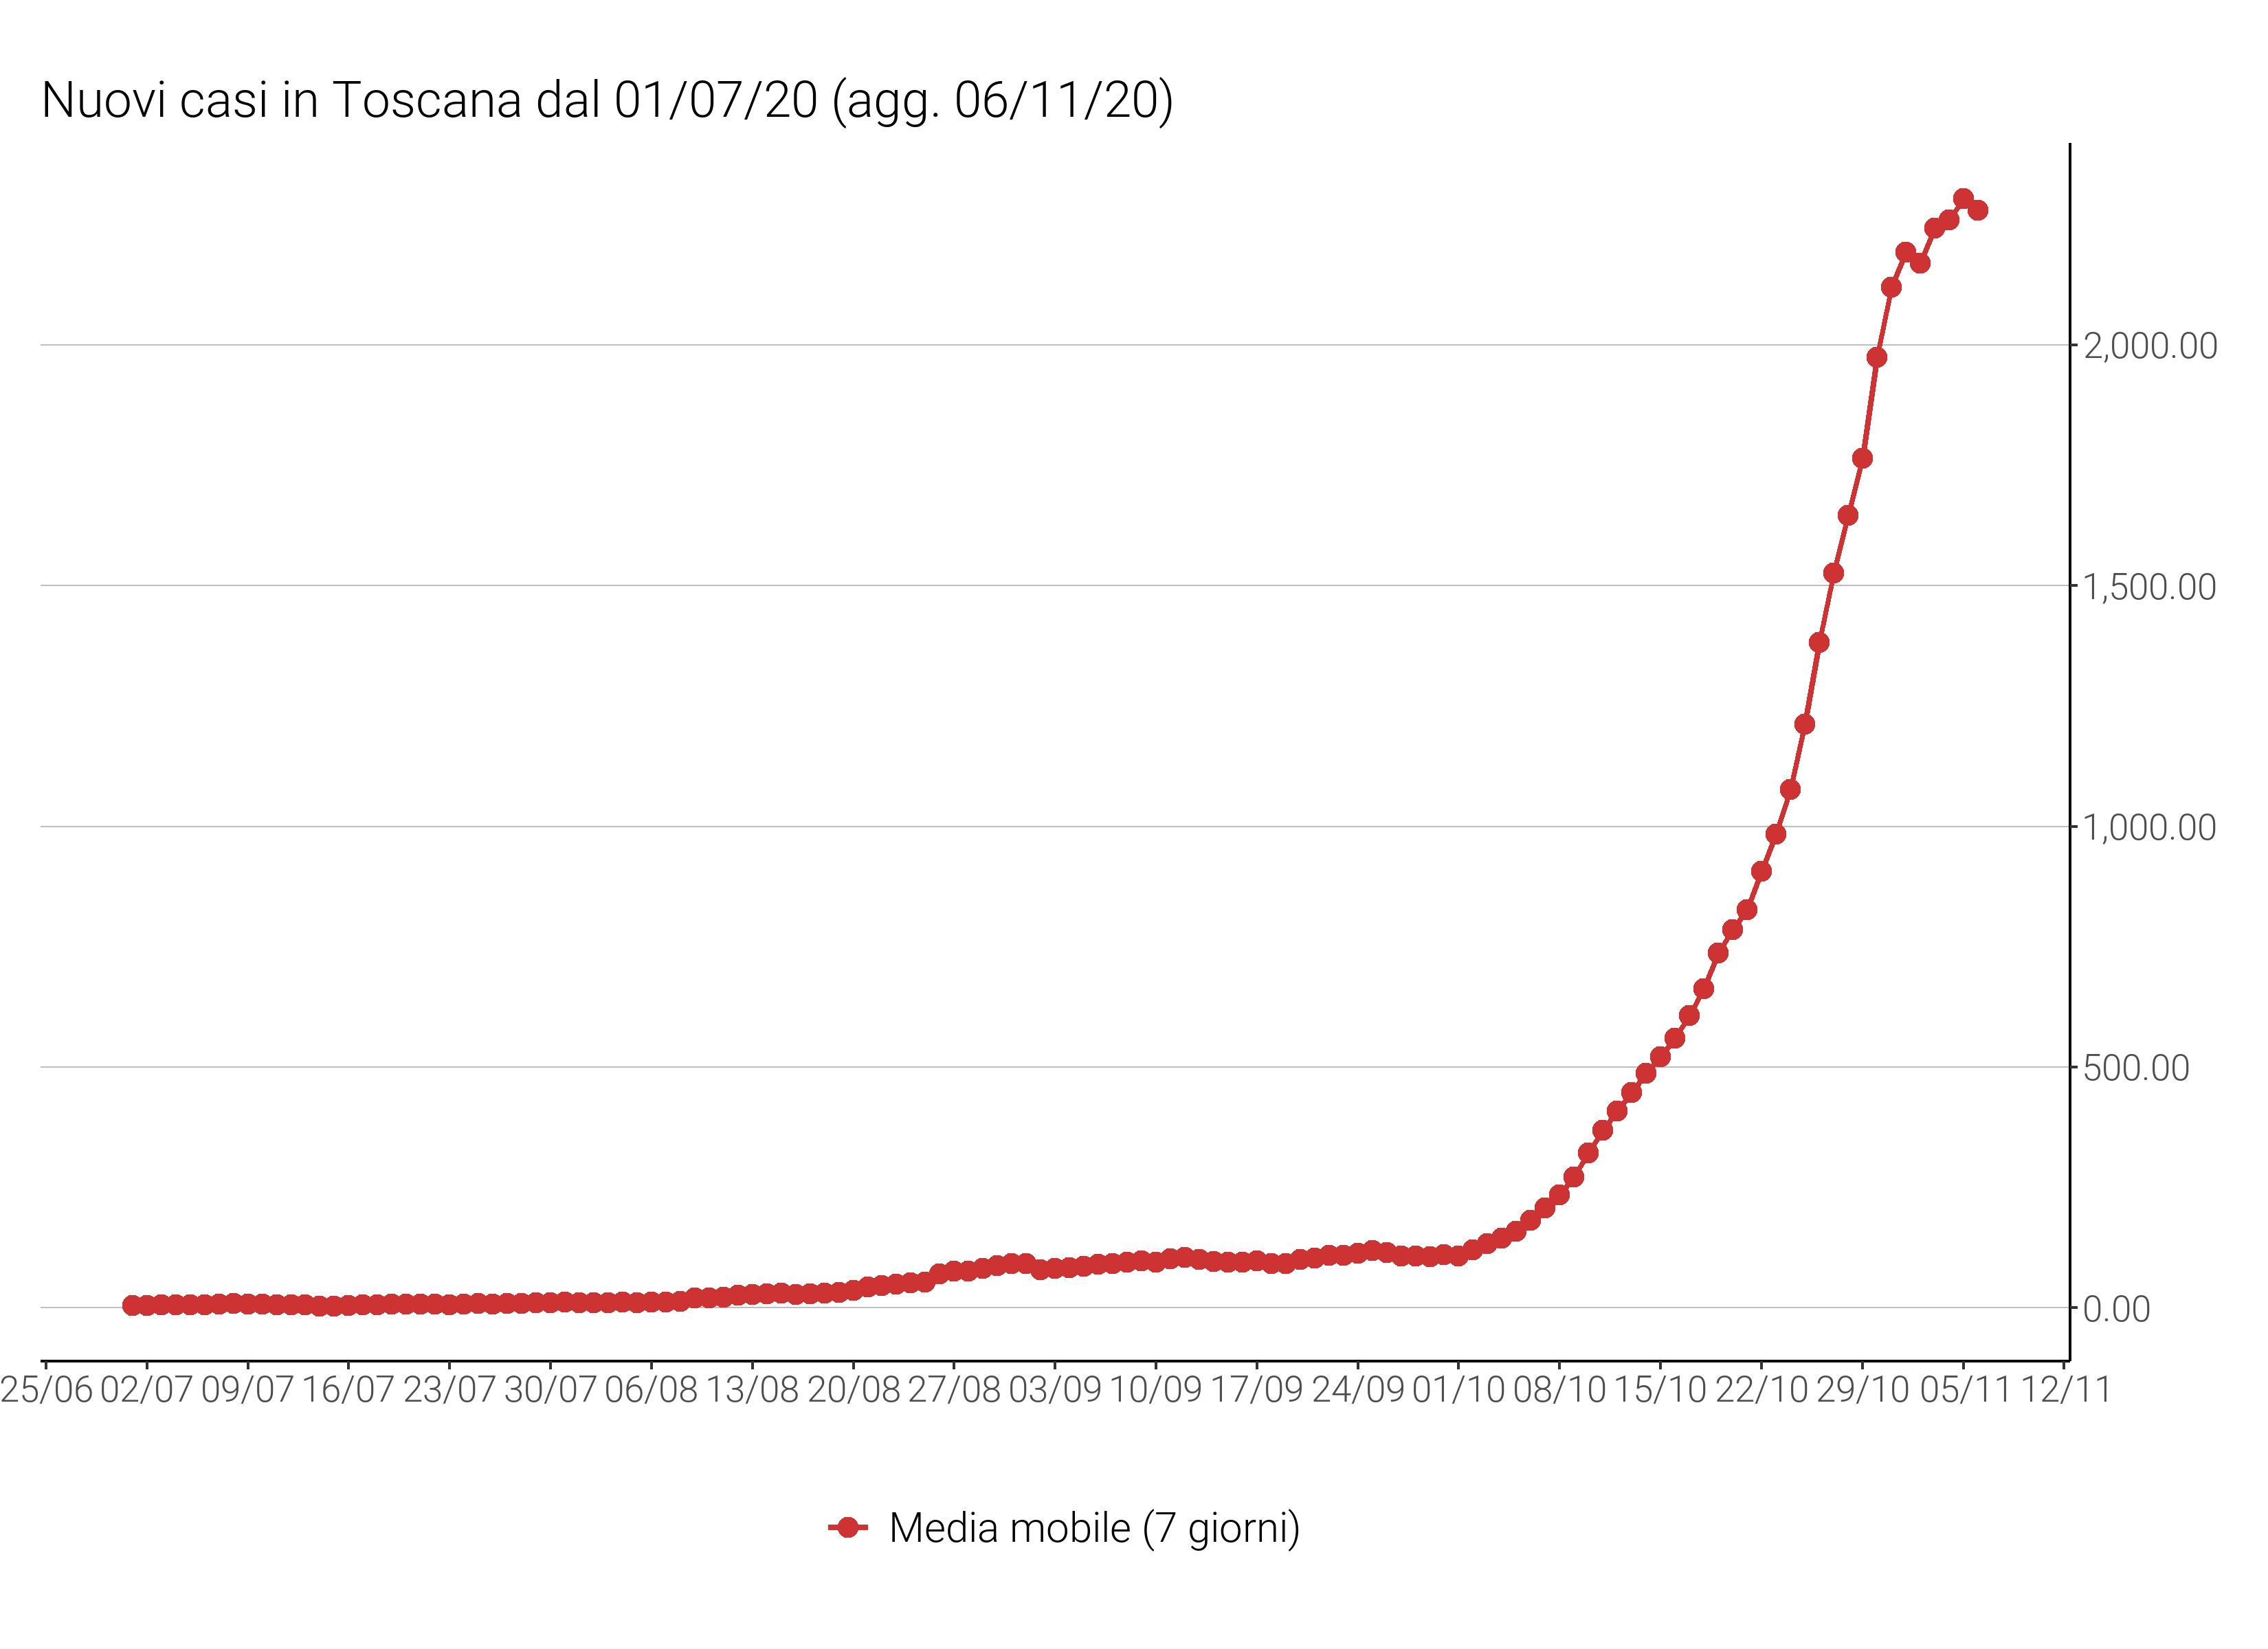 Nuovi casi in Toscana dal 01/07/20 (agg. 06/11/20)
2,000.00
1,500.00
1,000.00
500.00
0.00
25/06 02/07 09/07 16/07 23/07 30/07 06/08 13/08 20/08 27/08 03/09 10/09 17/09 24/09 01/10 08/10 15/10 22/10 29/10 05/11 12/11
Media mobile (7 giorni)